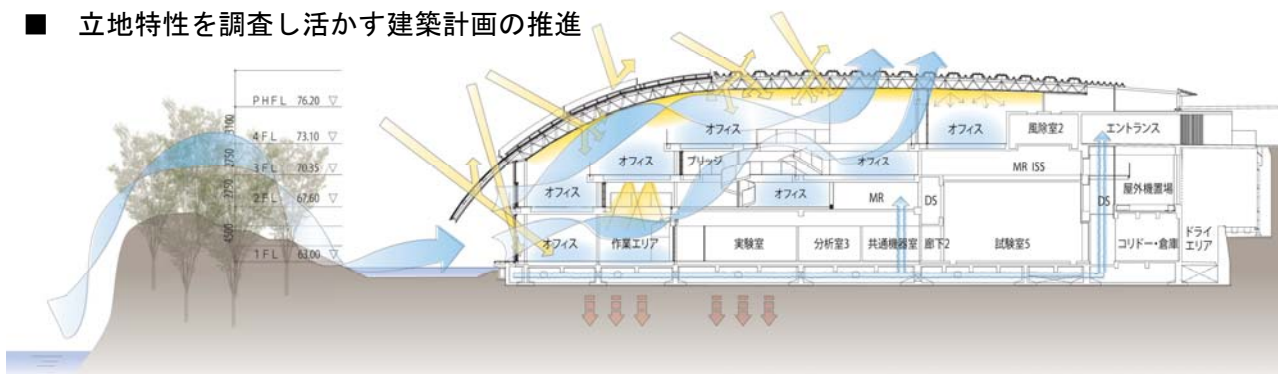 ■ 立地特性を調査し活かす建築計画の推進
PHFL 76.20 ▽
3100
4FL 73.10 ▽
2750
3FL 70.35 ▽
2750
2FL 67.60 ▽
4500
1FL 63.00 ▽
オフィス
オフィス
風除室2
エントランス
オフィス
ブリッジ
オフィス
MR ISS
オフィス
オフィス
MR
DS
DS
屋外機置場
オフィス
作業エリア
実験室
分析室3
共通機器室
廊下2
試験室5
コリドー・倉庫
ドライ
エリア